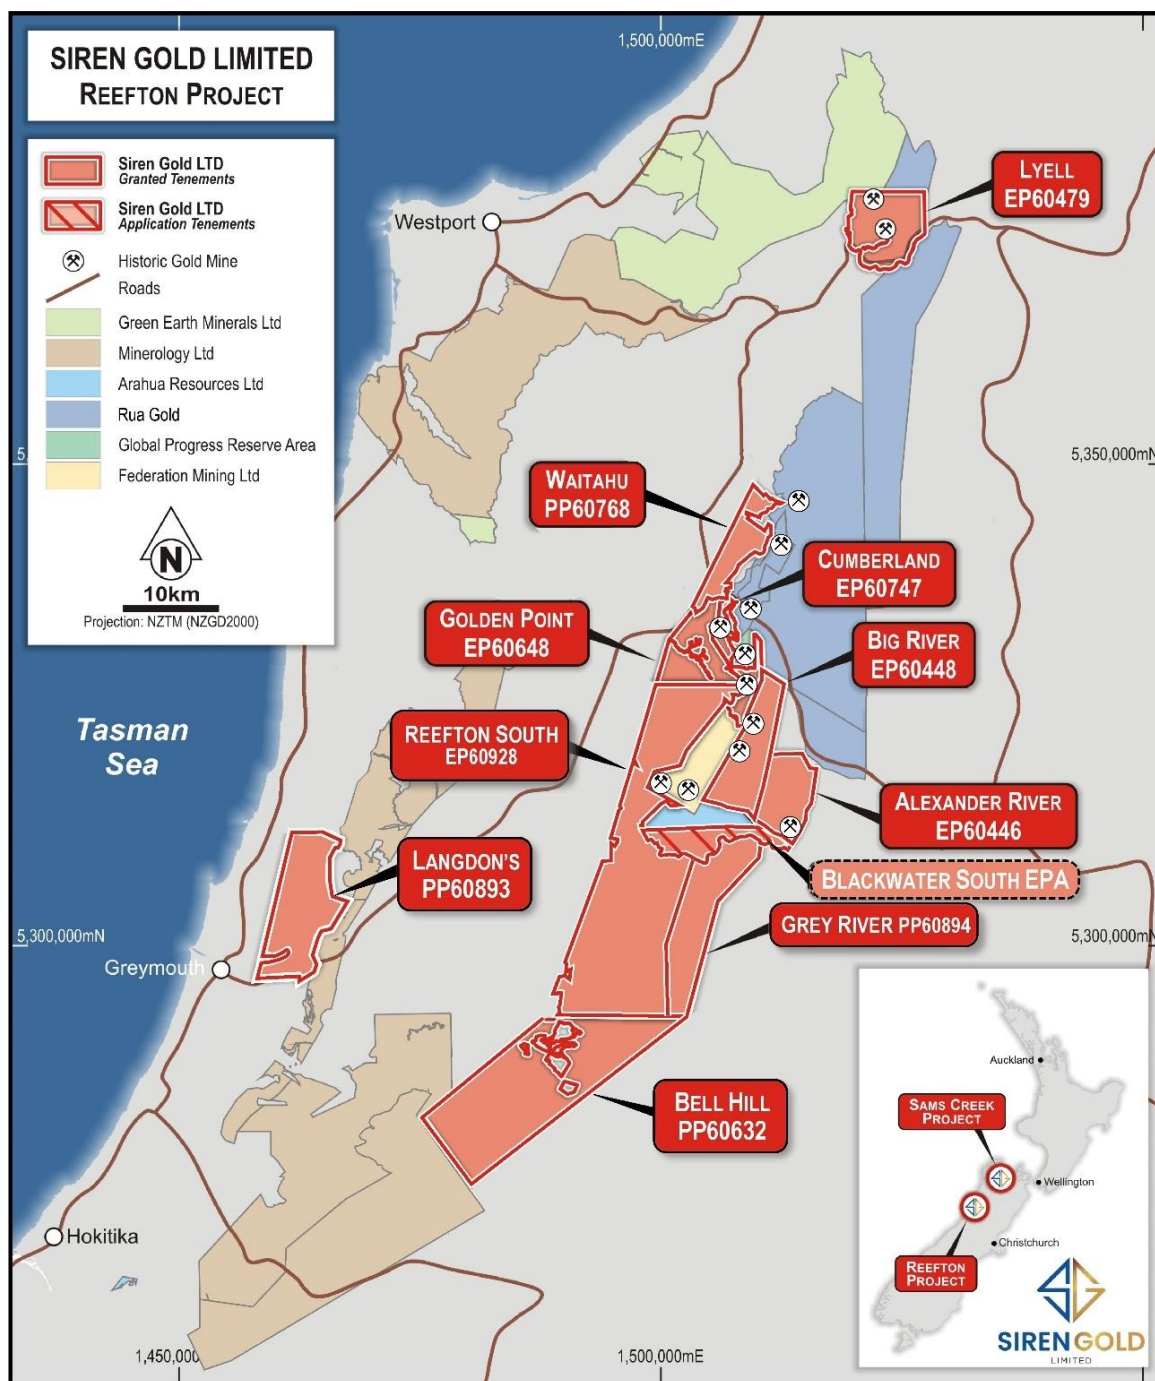 SIREN GOLD LIMITED
REEFTON PROJECT
1,500,000mE
Siren Gold LTD
Granted Tenements
Siren Gold LTD
Application Tenements
Historic Gold Mine
Roads
Green Earth Minerals Ltd
Minerology Ltd
Arahua Resources Ltd
Rua Gold
Global Progress Reserve Area
Federation Mining Ltd
N
10km
Projection: NZTM (NZGD2000)
Westport
LYELL
EP60479
5,350,000mN
WAITAHU
PP60768
CUMBERLAND
EP60747
GOLDEN POINT
EP60648
BIG RIVER
EP60448
Tasman
Sea
REEFTON SOUTH
EP60928
ALEXANDER RIVER
EP60446
LANGDON'S
PP60893
BLACKWATER SOUTH EPA
GREY RIVER PP60894
5,300,000mN
5,300,000mN
Greymouth
BELL HILL
PP60632
Hokitika
Auckland
SAMS CREEK
PROJECT
Wellington
Christchurch
REEFTON
PROJECT
SIREN GOLD
LIMITED
1,450,000mE
1,500,000mE